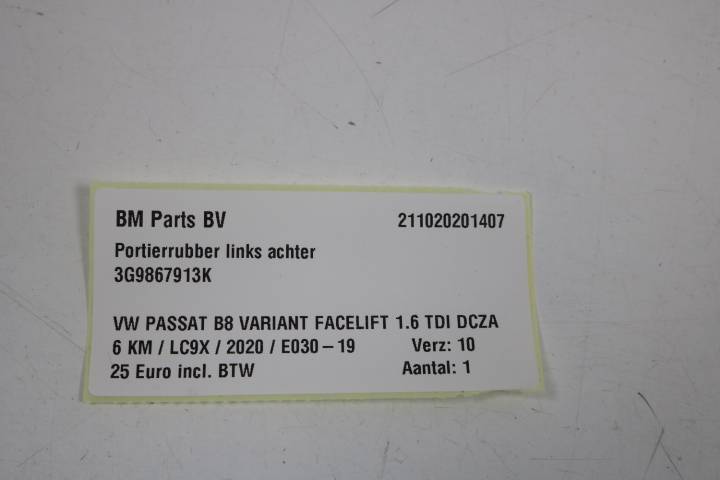 BM Parts BV 211020201407
Portierrubber links achter
3G9867913K
VW PASSAT B8 VARIANT FACELIFT 1.6 TDI DCZA
6 KM / LC9X / 2020 / E030-19 Verz: 10
25 Euro incl. BTW Aantal: 1